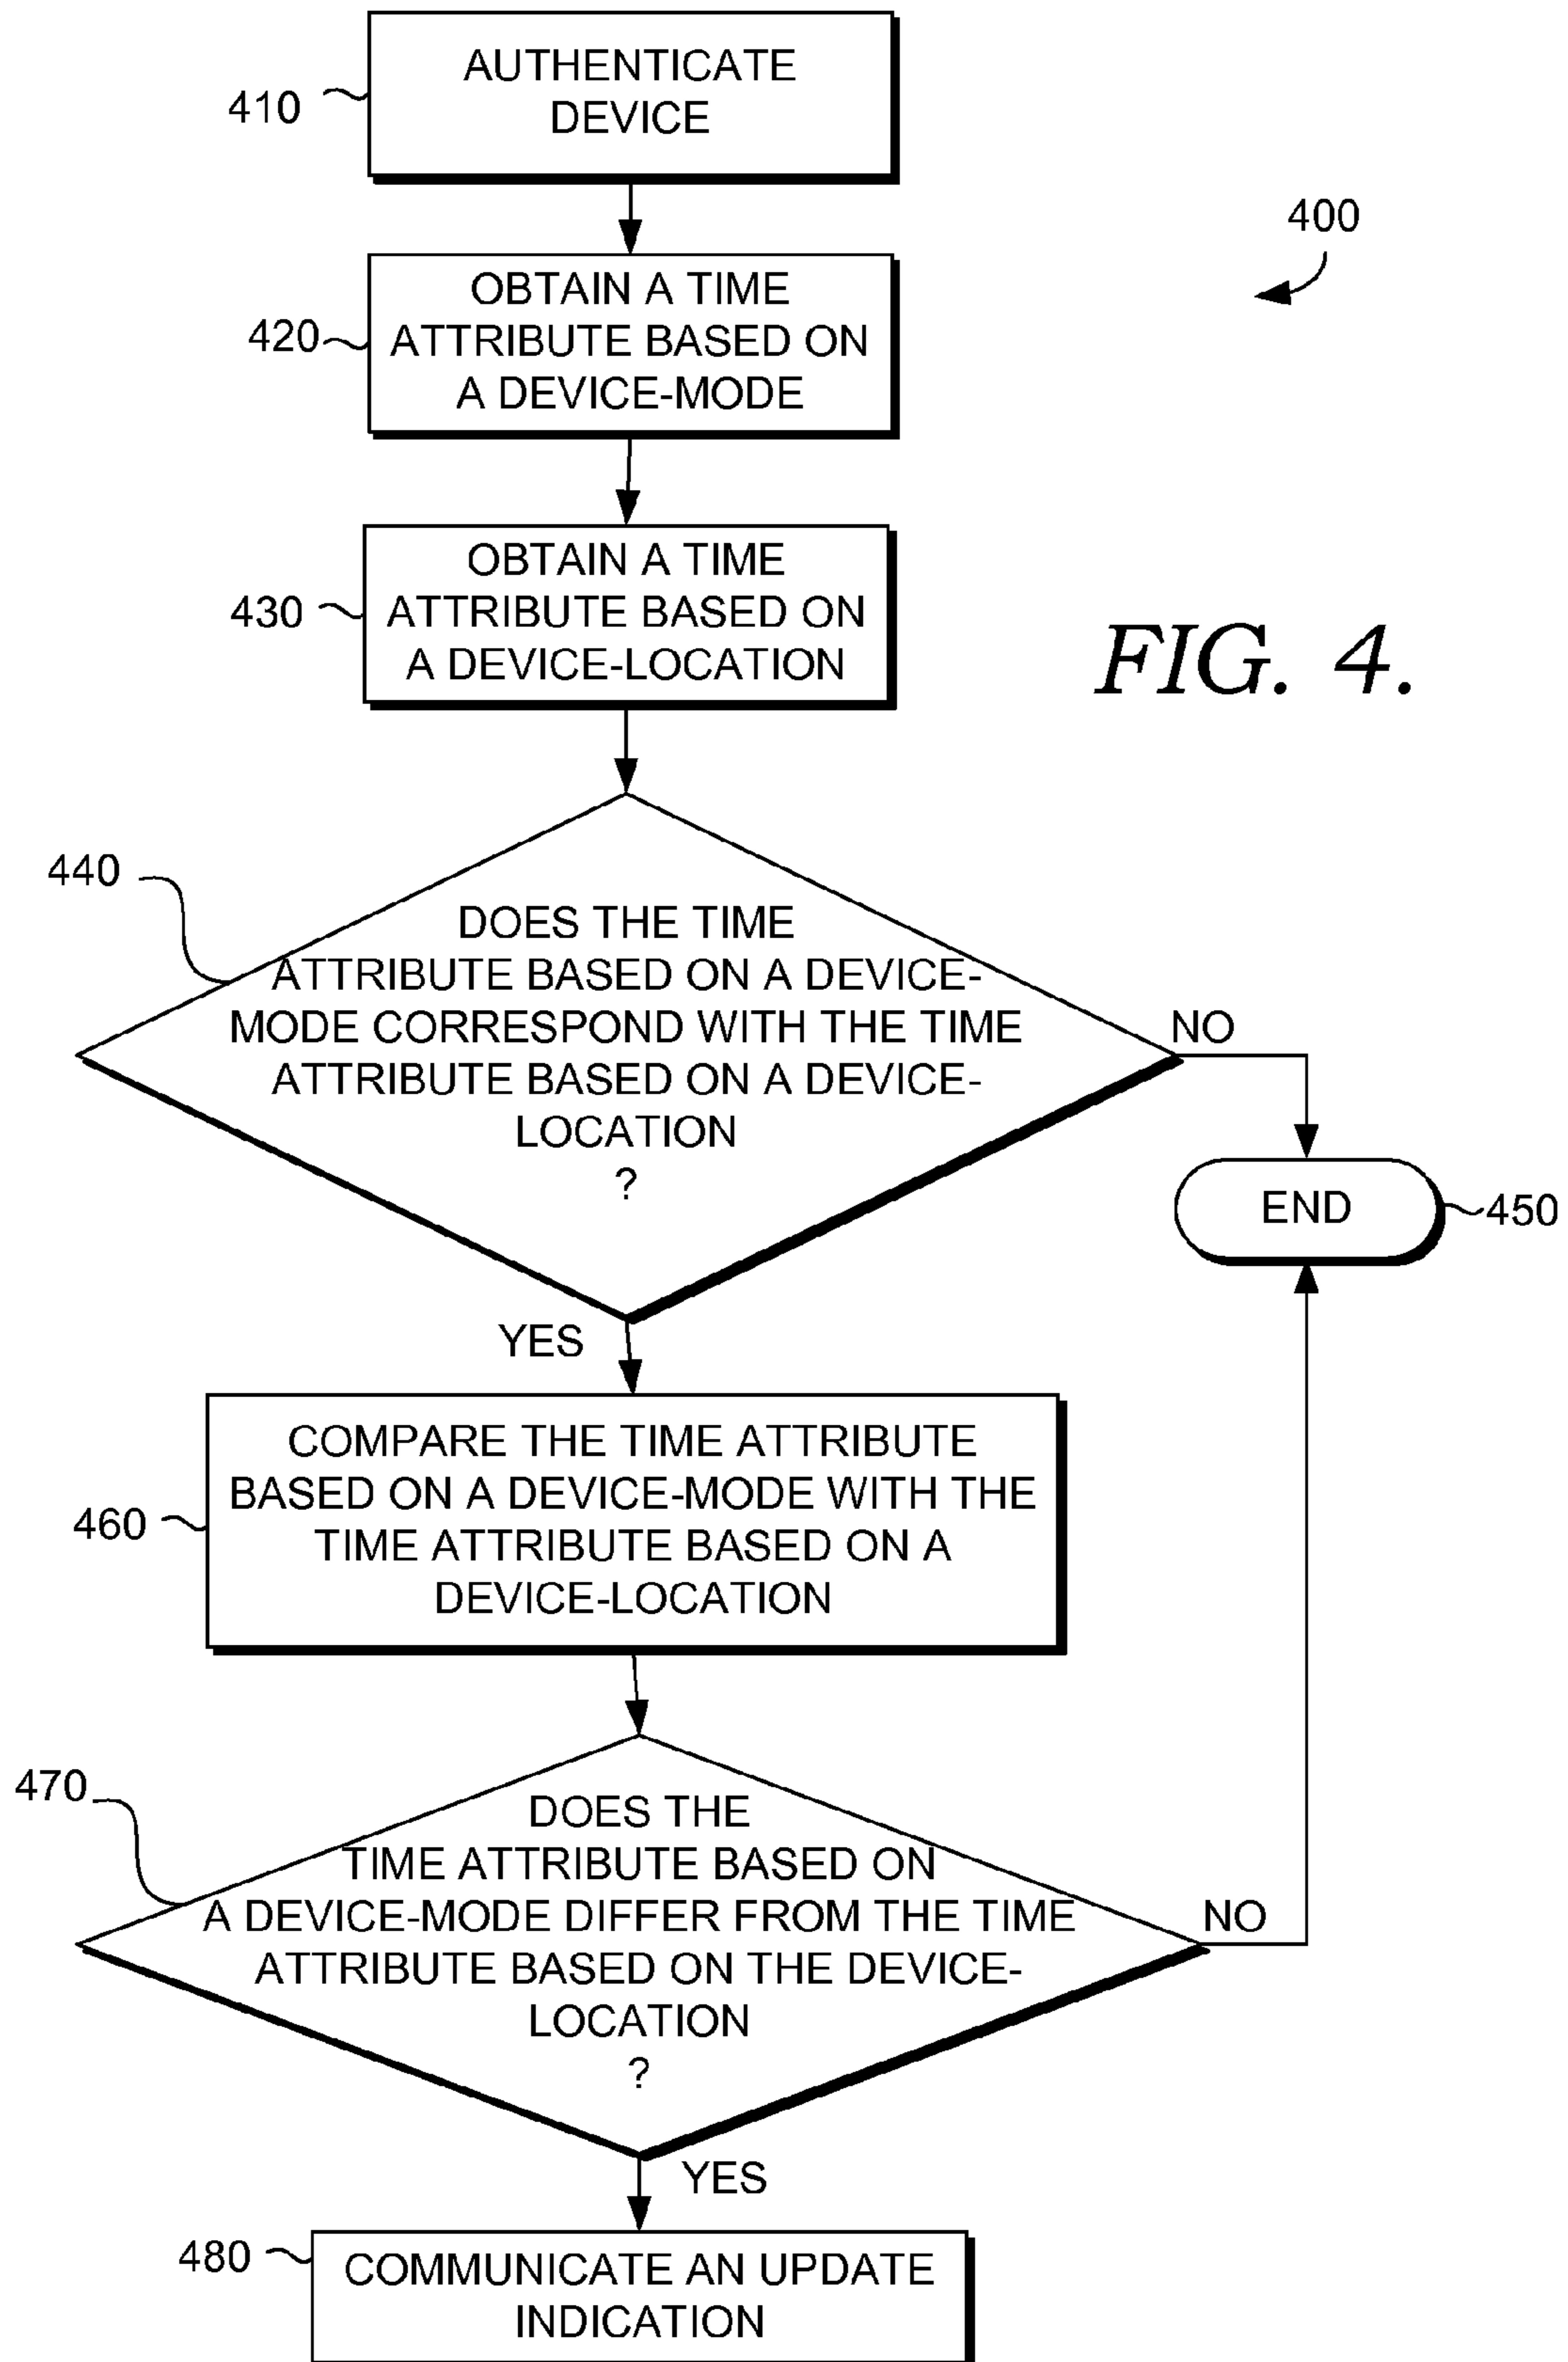 410
AUTHENTICATE
DEVICE
400
420
OBTAIN A TIME
ATTRIBUTE BASED ON
A DEVICE-MODE
430
OBTAIN A TIME
ATTRIBUTE BASED ON
A DEVICE-LOCATION
FIG. 4.
440
DOES THE TIME
ATTRIBUTE BASED ON A DEVICE-
MODE CORRESPOND WITH THE TIME
ATTRIBUTE BASED ON A DEVICE-
LOCATION
?
NO
END
450
YES
460
COMPARE THE TIME ATTRIBUTE
BASED ON A DEVICE-MODE WITH THE
TIME ATTRIBUTE BASED ON A
DEVICE-LOCATION
470
DOES THE
TIME ATTRIBUTE BASED ON
A DEVICE-MODE DIFFER FROM THE TIME
ATTRIBUTE BASED ON THE DEVICE-
LOCATION
?
NO
YES
480
COMMUNICATE AN UPDATE
INDICATION